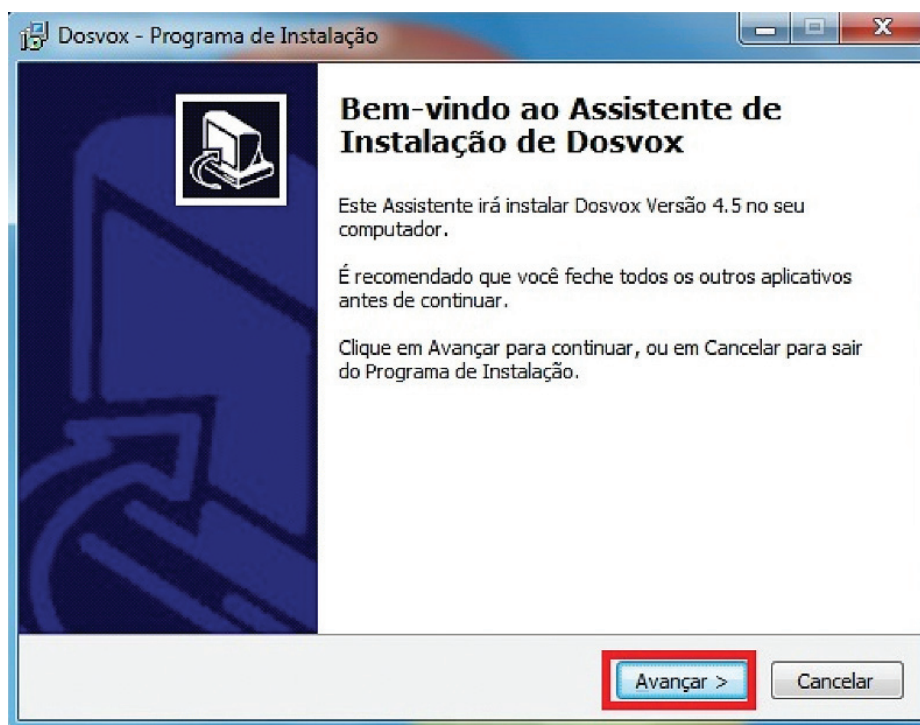 Dosvox - Programa de Instalação
X
Bem-vindo ao Assistente de
Instalação de Dosvox
Este Assistente irá instalar Dosvox Versão 4.5 no seu
computador.
É recomendado que você feche todos os outros aplicativos
antes de continuar.
Clique em Avançar para continuar, ou em Cancelar para sair
do Programa de Instalação.
Avançar > Cancelar